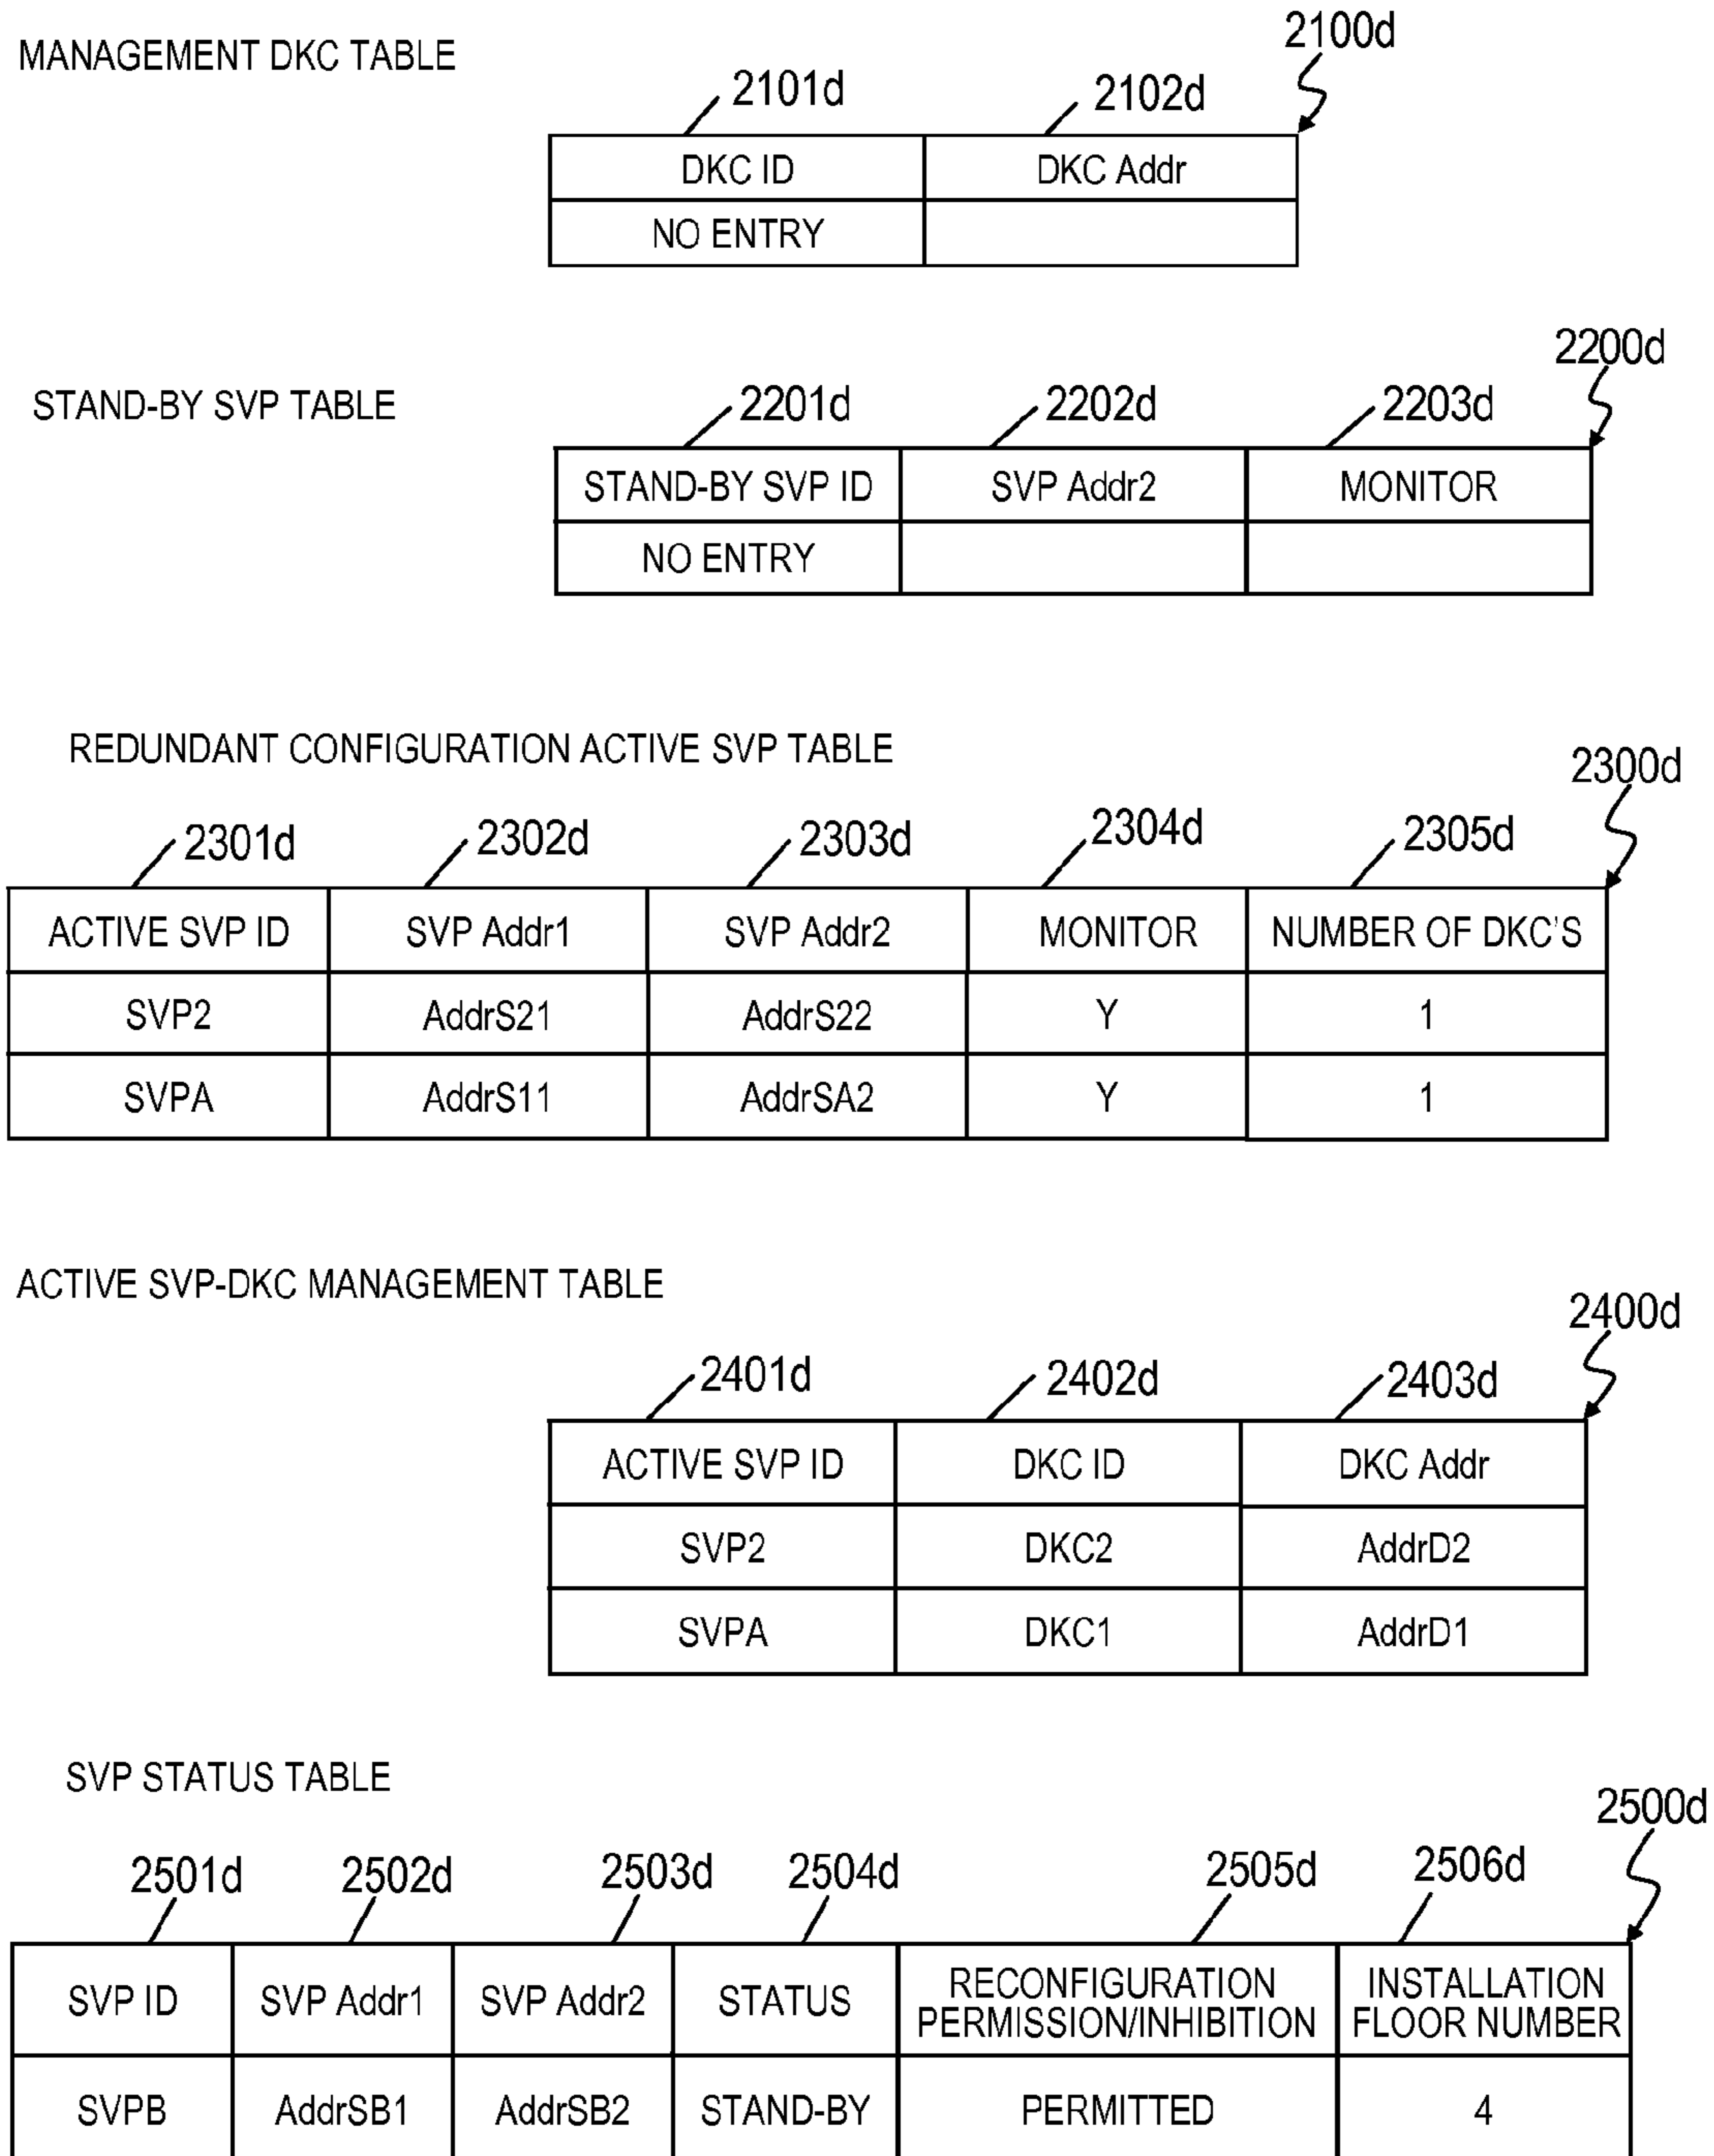 MANAGEMENT DKC TABLE
2100d
2101d 2102d
DKC ID DKC Addr
NO ENTRY
STAND-BY SVP TABLE
2200d
2201d 2202d 2203d
STAND-BY SVP ID SVP Addr2 MONITOR
NO ENTRY
REDUNDANT CONFIGURATION ACTIVE SVP TABLE
2300d
2301d 2302d 2303d 2304d 2305d
ACTIVE SVP ID SVP Addr1 SVP Addr2 MONITOR NUMBER OF DKC'S
SVP2 AddrS21 AddrS22 Y 1
SVPA AddrS11 AddrSA2 Y 1
ACTIVE SVP-DKC MANAGEMENT TABLE
2400d
2401d 2402d 2403d
ACTIVE SVP ID DKC ID DKC Addr
SVP2 DKC2 AddrD2
SVPA DKC1 AddrD1
SVP STATUS TABLE
2500d
2501d 2502d 2503d 2504d 2505d 2506d
SVP ID SVP Addr1 SVP Addr2 STATUS RECONFIGURATION PERMISSION/INHIBITION INSTALLATION FLOOR NUMBER
SVPB AddrSB1 AddrSB2 STAND-BY PERMITTED 4